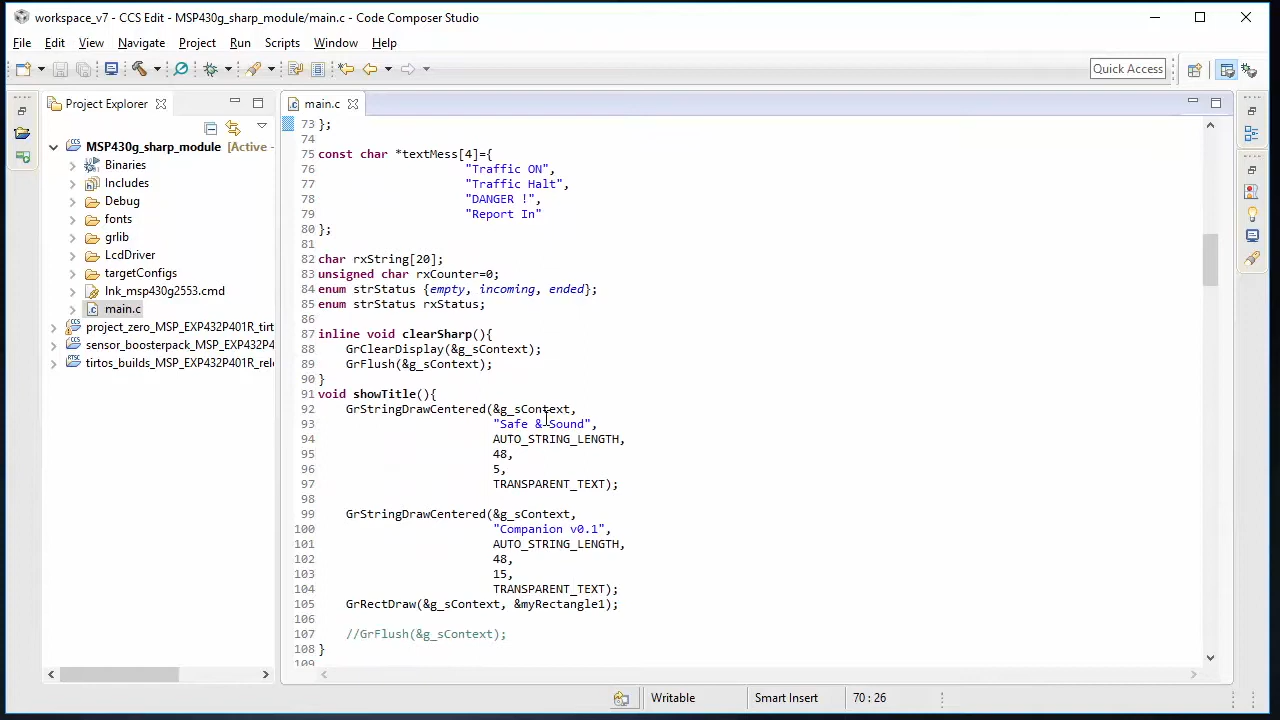 workspace_v7 - CCS Edit - MSP430g_sharp_module/main.c - Code Composer Studio
File Edit View Navigate Project Run Scripts Window Help
Quick Access
Project Explorer
MSP430g_sharp_module [Active -
Binaries
Includes
Debug
fonts
grlib
LcdDriver
targetConfigs
lnk_msp430g2553.cmd
main.c
project_zero_MSP_EXP432P401R_tirt
sensor_boosterpack_MSP_EXP432P4
tirtos_builds_MSP_EXP432P401R_rele
main.c
73 };
74
75 const char *textMess[4]={
76 "Traffic ON",
77 "Traffic Halt",
78 "DANGER !",
79 "Report In"
80 };
81
82 char rxString[20];
83 unsigned char rxCounter=0;
84 enum strStatus {empty, incoming, ended};
85 enum strStatus rxStatus;
86
87 inline void clearSharp(){
88 GrClearDisplay(&g_sContext);
89 GrFlush(&g_sContext);
90 }
91 void showTitle(){
92 GrStringDrawCentered(&g_sContext,
93 "Safe & Sound",
94 AUTO_STRING_LENGTH,
95 48,
96 5,
97 TRANSPARENT_TEXT);
98
99 GrStringDrawCentered(&g_sContext,
100 "Companion v0.1",
101 AUTO_STRING_LENGTH,
102 48,
103 15,
104 TRANSPARENT_TEXT);
105 GrRectDraw(&g_sContext, &myRectangle1);
106
107 //GrFlush(&g_sContext);
108 }
109
Writable Smart Insert 70 : 26